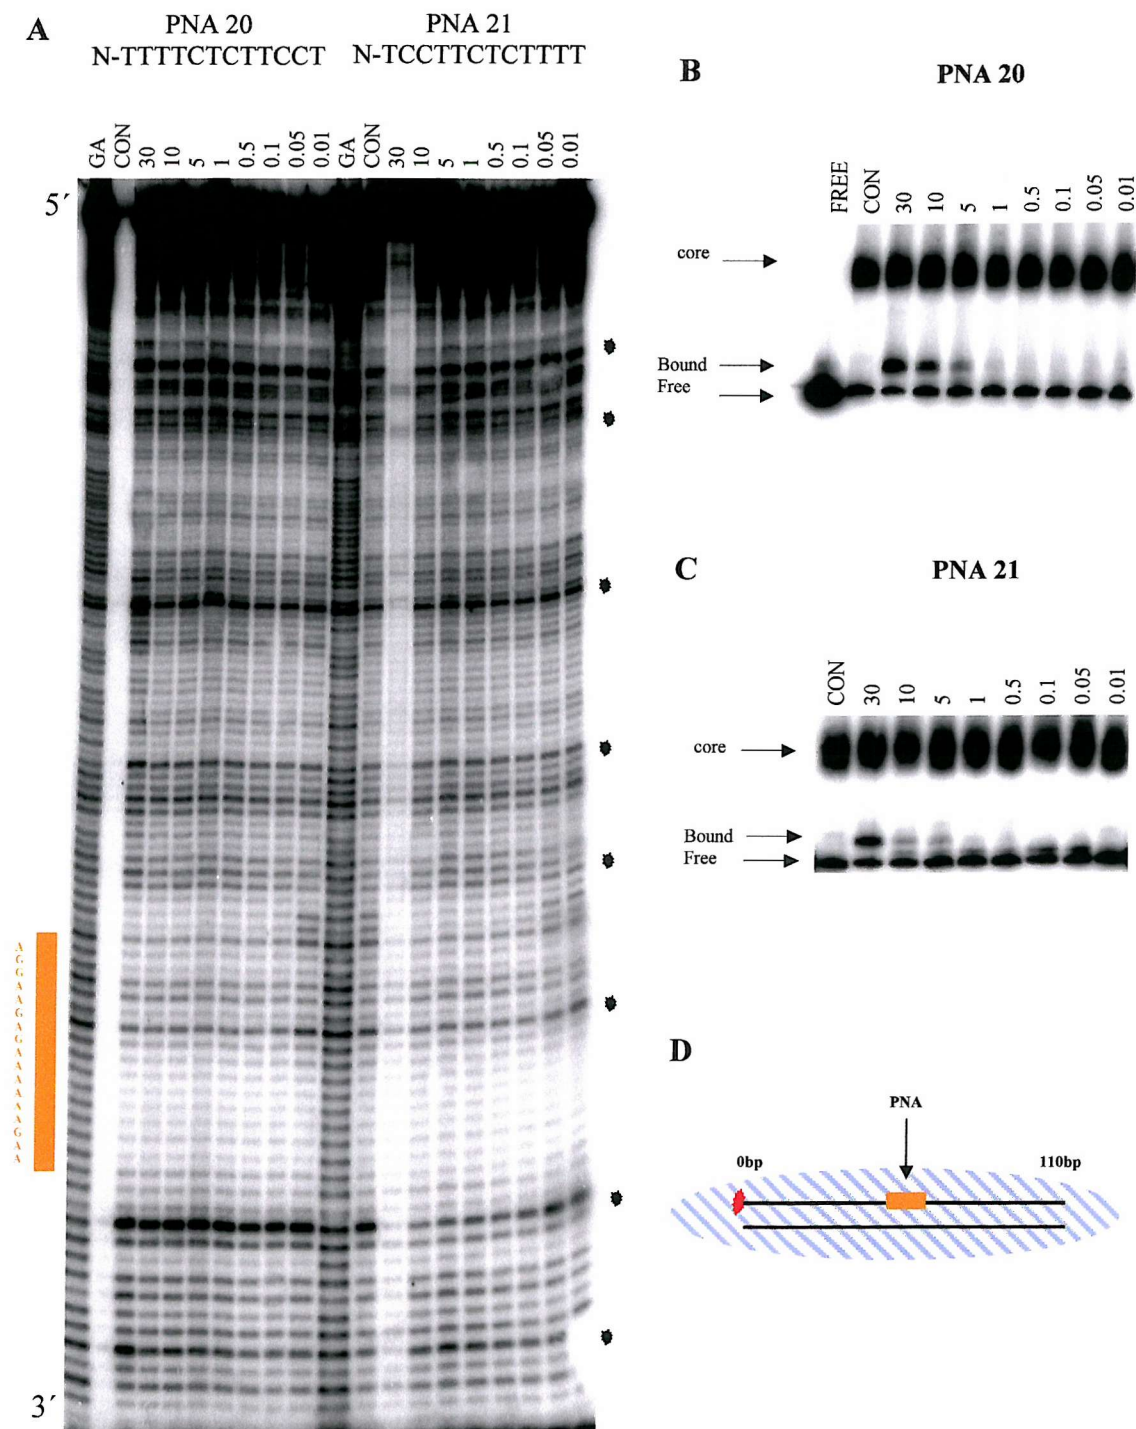 A
PNA 20
N-TTTTCTCTTCCT
PNA 21
N-TCCTTCTCTTTT
GA CON 30 10 5 1 0.5 0.1 0.05 0.01 GA CON 30 10 5 1 0.5 0.1 0.05 0.01
5´
AGGAAGAGAAAAAAGAA
3´
B
PNA 20
FREE CON 30 10 5 1 0.5 0.1 0.05 0.01
core
Bound
Free
C
PNA 21
CON 30 10 5 1 0.5 0.1 0.05 0.01
core
Bound
Free
D
PNA
0bp 110bp